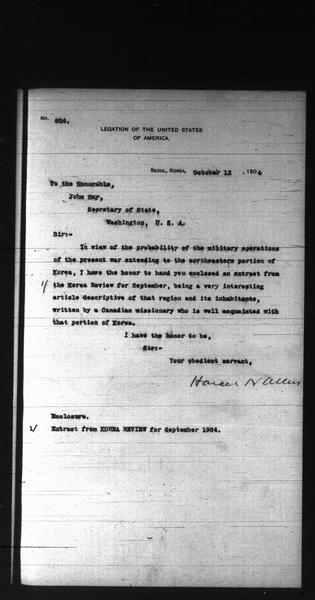 No. 806.
LEGATION OF THE UNITED STATES
OF AMERICA.
SEOUL, KOREA, October 12 , 1904
To the Honorable,
John Hay,
Secretary of State,
Washington, U. S. A.
Sir:-
In view of the probability of the military operations
of the present war extending to the northeastern portion of
Korea, I have the honor to hand you enclosed an extract from
1/ the Korea Review for September, being a very interesting
article descriptive of that region and its inhabitants,
written by a Canadian missionary who is well acquainted with
that portion of Korea.
I have the honor to be,
Sir:-
Your obedient servant,
Horace N Allen
Enclosure.
1/ Extract from KOREA REVIEW for September 1904.